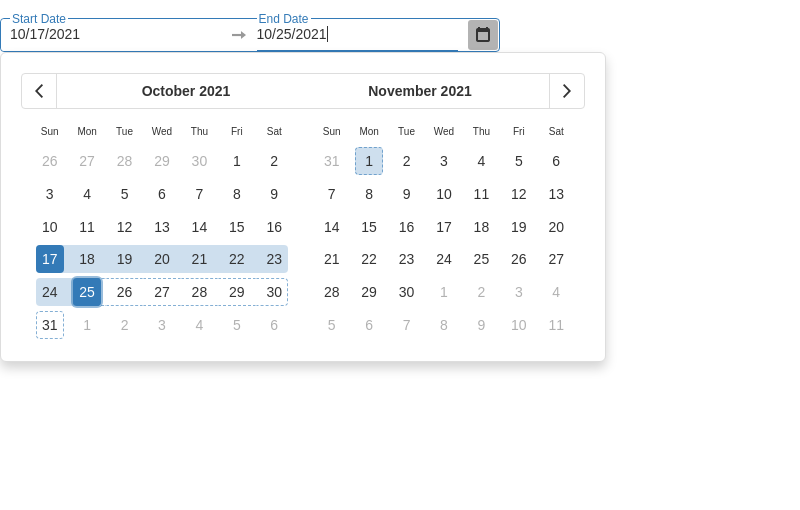 Start Date End Date
10/17/2021 10/25/2021
October 2021 November 2021
Sun Mon Tue Wed Thu Fri Sat Sun Mon Tue Wed Thu Fri Sat
26 27 28 29 30 1 2 31 1 2 3 4 5 6
3 4 5 6 7 8 9 7 8 9 10 11 12 13
10 11 12 13 14 15 16 14 15 16 17 18 19 20
17 18 19 20 21 22 23 21 22 23 24 25 26 27
24 25 26 27 28 29 30 28 29 30 1 2 3 4
31 1 2 3 4 5 6 5 6 7 8 9 10 11